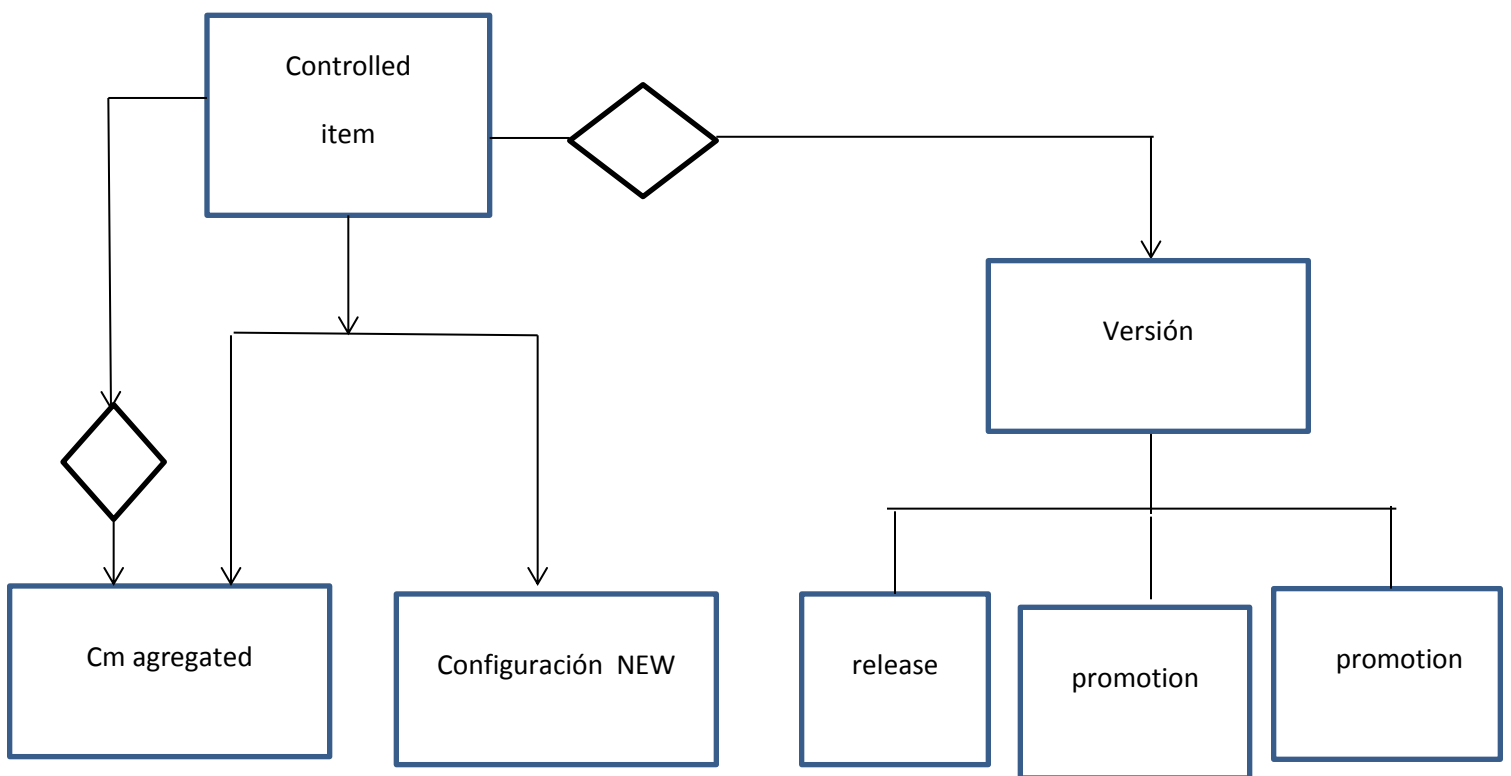 Controlled
item
Versión
Cm agregated
Configuración NEW
release
promotion
promotion